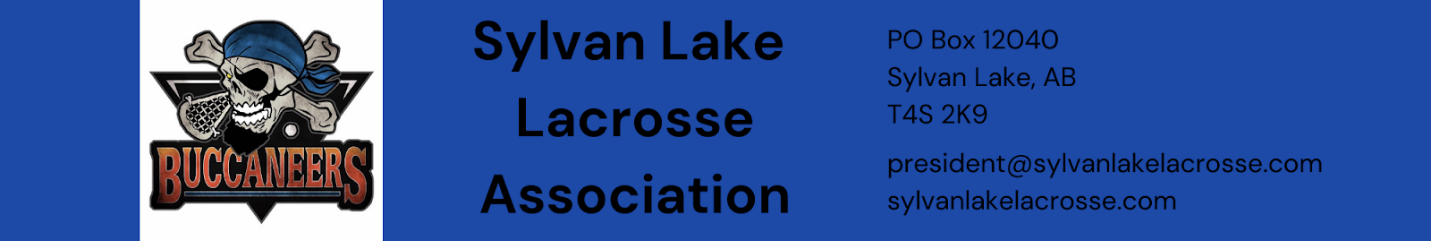 BUCCANEERS
Sylvan Lake
Lacrosse
Association
PO Box 12040
Sylvan Lake, AB
T4S 2K9
president@sylvanlakelacrosse.com
sylvanlakelacrosse.com